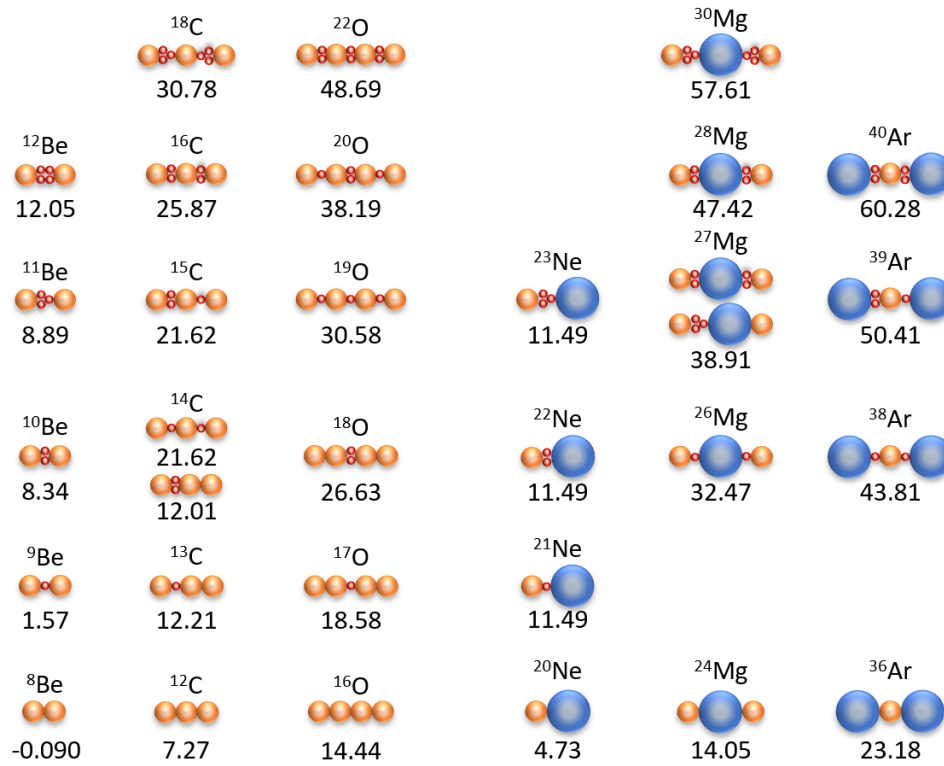 ¹⁸C ²²O ³⁰Mg
30.78 48.69 57.61
¹²Be ¹⁶C ²⁰O ²⁸Mg ⁴⁰Ar
12.05 25.87 38.19 47.42 60.28
¹¹Be ¹⁵C ¹⁹O ²³Ne ²⁷Mg ³⁹Ar
8.89 21.62 30.58 11.49 38.91 50.41
¹⁰Be ¹⁴C ¹⁸O ²²Ne ²⁶Mg ³⁸Ar
21.62
8.34 12.01 26.63 11.49 32.47 43.81
⁹Be ¹³C ¹⁷O ²¹Ne
1.57 12.21 18.58 11.49
⁸Be ¹²C ¹⁶O ²⁰Ne ²⁴Mg ³⁶Ar
-0.090 7.27 14.44 4.73 14.05 23.18